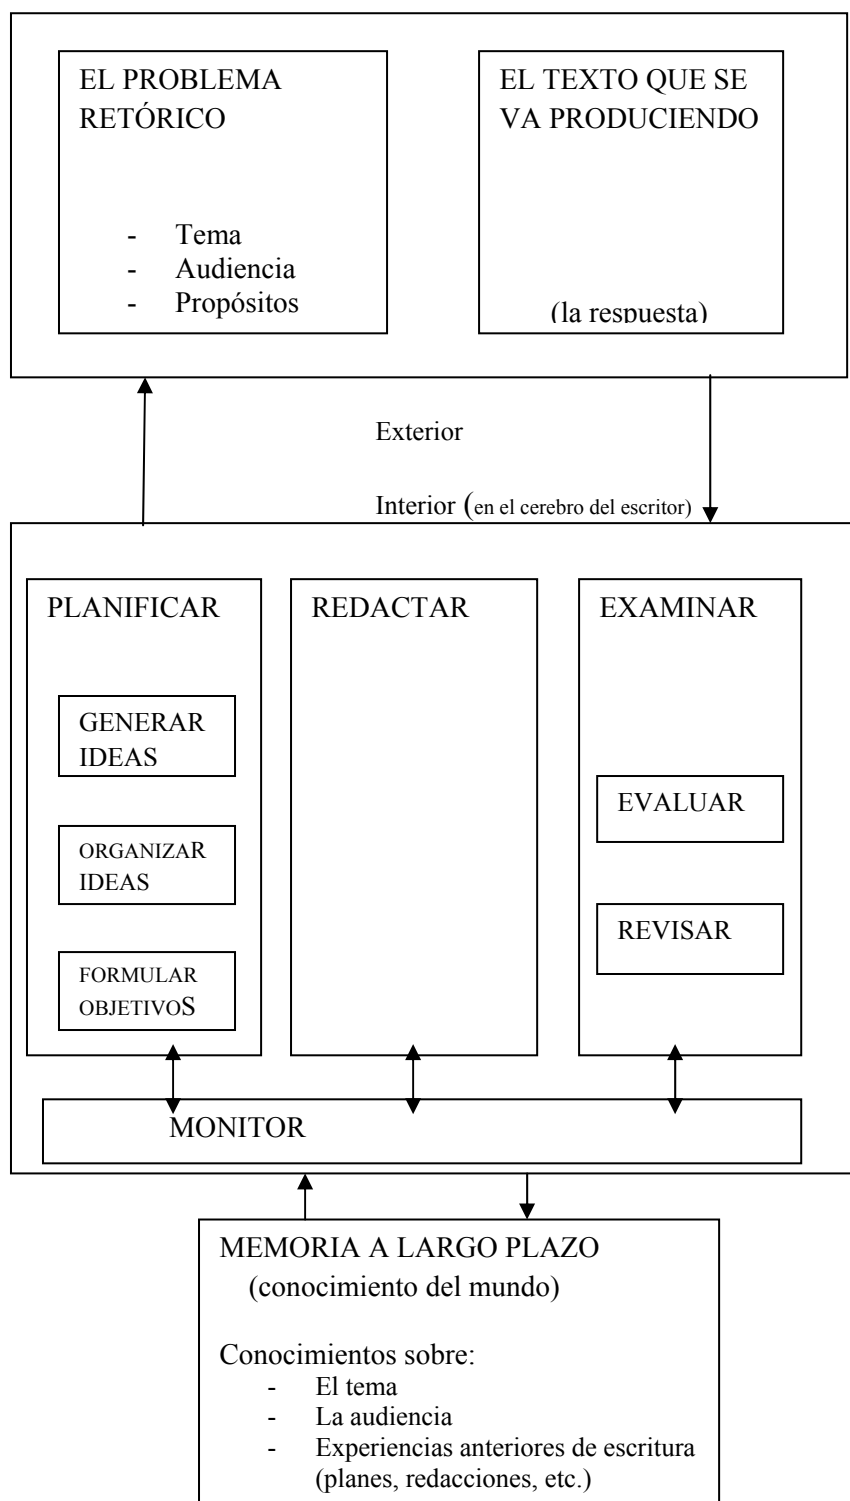 EL PROBLEMA
RETÓRICO
- Tema
- Audiencia
- Propósitos
EL TEXTO QUE SE
VA PRODUCIENDO
(la respuesta)
Exterior
Interior (en el cerebro del escritor)
PLANIFICAR
GENERAR
IDEAS
ORGANIZAR
IDEAS
FORMULAR
OBJETIVOS
REDACTAR
EXAMINAR
EVALUAR
REVISAR
MONITOR
MEMORIA A LARGO PLAZO
(conocimiento del mundo)
Conocimientos sobre:
- El tema
- La audiencia
- Experiencias anteriores de escritura
(planes, redacciones, etc.)